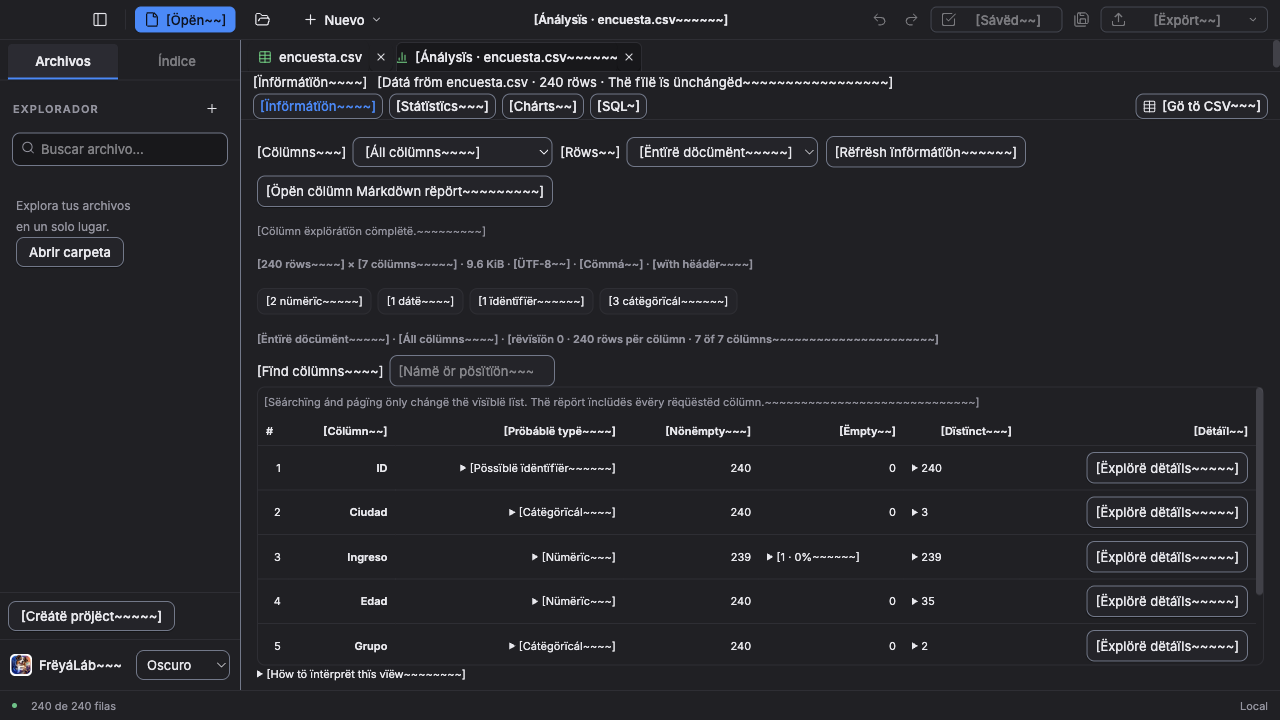 [Öpën~~]
Nuevo
[Ánálysïs · encuesta.csv~~~~~~]
[Sávëd~~]
[Ëxpört~~]
Archivos
Índice
EXPLORADOR
Buscar archivo...
Explora tus archivos
en un solo lugar.
Abrir carpeta
[Crëátë pröjëct~~~~~]
FrëyáLáb~~~
Oscuro
encuesta.csv
[Ánálysïs · encuesta.csv~~~~~~
[Ïnförmátïön~~~~] [Dátá fröm encuesta.csv · 240 röws · Thë fïlë ïs ünchángëd~~~~~~~~~~~~~~~~~]
[Ïnförmátïön~~~~] [Státïstïcs~~~] [Chárts~~] [SQL~] [Gö tö CSV~~~]
[Cölümns~~~] [Áll cölümns~~~~] [Röws~~] [Ëntïrë döcümënt~~~~~] [Rëfrësh ïnförmátïön~~~~~~]
[Öpën cölümn Márkdöwn rëpört~~~~~~~~~]
[Cölümn ëxplörátïön cömplëtë.~~~~~~~~~]
[240 röws~~~~] × [7 cölümns~~~~~] · 9.6 KiB · [ÜTF-8~~] · [Cömmá~~] · [wïth hëádër~~~~]
[2 nümërïc~~~~~] [1 dátë~~~~] [1 ïdëntïfïër~~~~~~] [3 cátëgörïcál~~~~~~]
[Ëntïrë döcümënt~~~~~] · [Áll cölümns~~~~] · [rëvïsïön 0 · 240 röws për cölümn · 7 öf 7 cölümns~~~~~~~~~~~~~~~~~~~~~~]
[Fïnd cölümns~~~~] [Námë ör pösïtïön~~~
[Sëárchïng ánd págïng önly chángë thë vïsïblë lïst. Thë rëpört ïnclüdës ëvëry rëqüëstëd cölümn.~~~~~~~~~~~~~~~~~~~~~~~~~~~~~]
# [Cölümn~~] [Pröbáblë typë~~~~] [Nönëmpty~~~] [Ëmpty~~] [Dïstïnct~~~] [Dëtáïl~~]
1 ID [Pössïblë ïdëntïfïër~~~~~~] 240 0 240 [Ëxplörë dëtáïls~~~~~]
2 Ciudad [Cátëgörïcál~~~~] 240 0 3 [Ëxplörë dëtáïls~~~~~]
3 Ingreso [Nümërïc~~~] 239 [1 · 0%~~~~~~] 239 [Ëxplörë dëtáïls~~~~~]
4 Edad [Nümërïc~~~] 240 0 35 [Ëxplörë dëtáïls~~~~~]
5 Grupo [Cátëgörïcál~~~~] 240 0 2 [Ëxplörë dëtáïls~~~~~]
[Höw tö ïntërprët thïs vïëw~~~~~~~~]
240 de 240 filas
Local